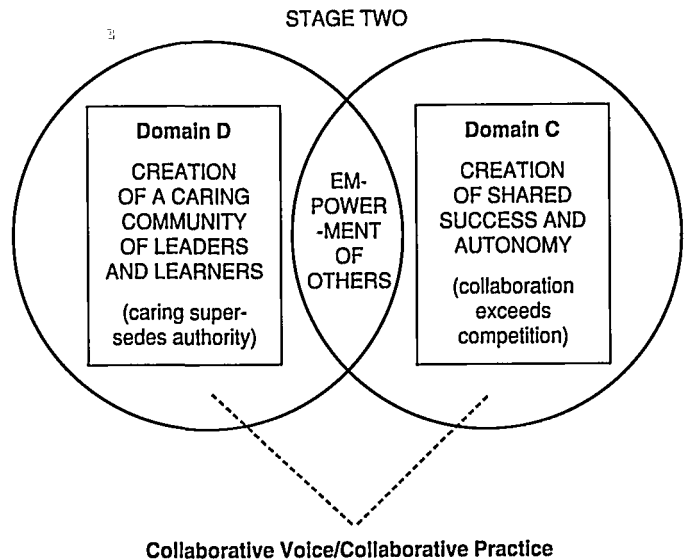 STAGE TWO
Domain D
CREATION
OF A CARING
COMMUNITY
OF LEADERS
AND LEARNERS
(caring super-
sedes authority)
EM-
POWER
-MENT
OF
OTHERS
Domain C
CREATION
OF SHARED
SUCCESS AND
AUTONOMY
(collaboration
exceeds
competition)
Collaborative Voice/Collaborative Practice